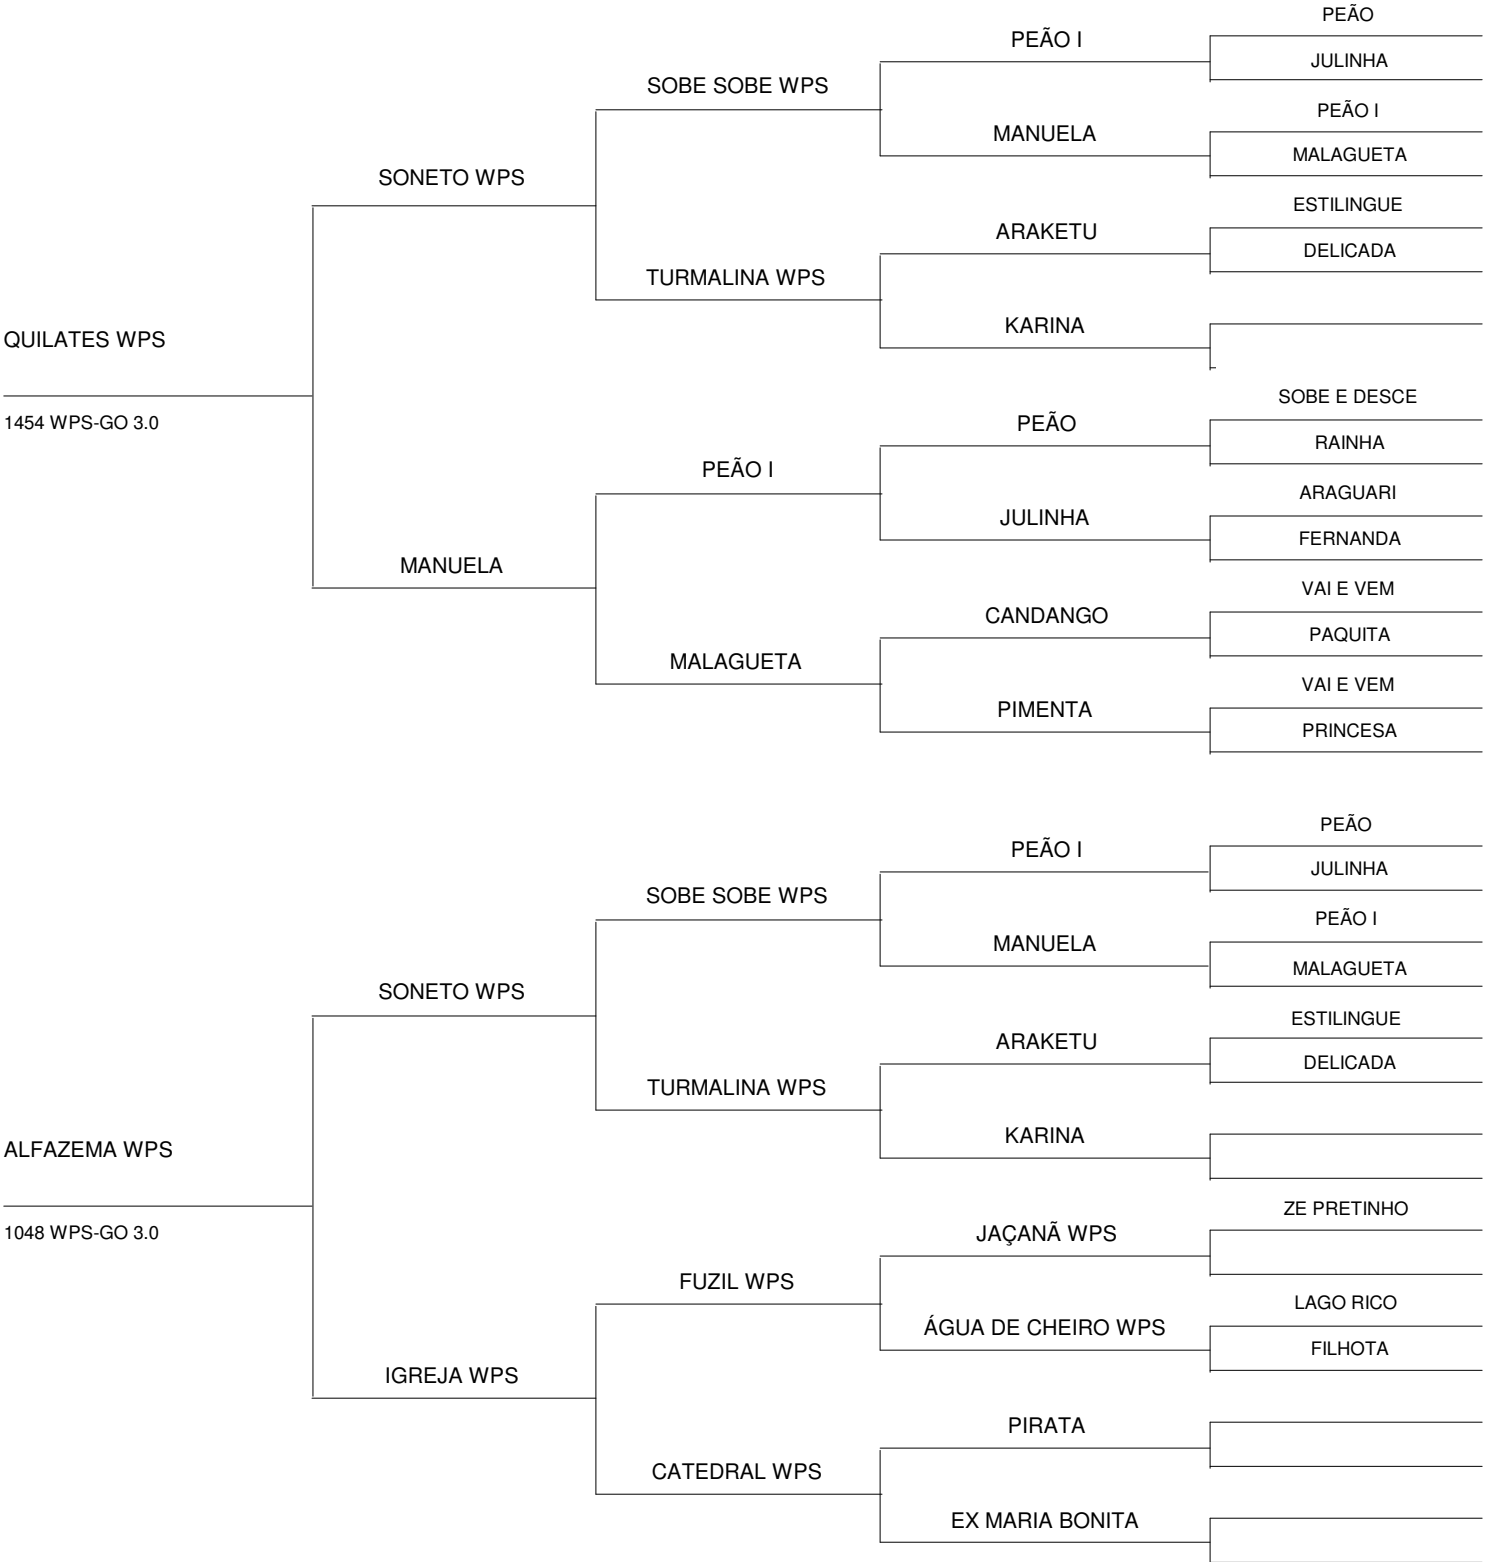 PEÃO
PEÃO I
JULINHA
SOBE SOBE WPS
PEÃO I
MANUELA
MALAGUETA
SONETO WPS
ESTILINGUE
ARAKETU
DELICADA
TURMALINA WPS
KARINA
QUILATES WPS
SOBE E DESCE
1454 WPS-GO 3.0
PEÃO
RAINHA
PEÃO I
ARAGUARI
JULINHA
FERNANDA
MANUELA
VAI E VEM
CANDANGO
PAQUITA
MALAGUETA
VAI E VEM
PIMENTA
PRINCESA
PEÃO
PEÃO I
JULINHA
SOBE SOBE WPS
PEÃO I
MANUELA
MALAGUETA
SONETO WPS
ESTILINGUE
ARAKETU
DELICADA
TURMALINA WPS
KARINA
ALFAZEMA WPS
ZE PRETINHO
1048 WPS-GO 3.0
JAÇANÃ WPS
FUZIL WPS
LAGO RICO
ÁGUA DE CHEIRO WPS
FILHOTA
IGREJA WPS
PIRATA
CATEDRAL WPS
EX MARIA BONITA